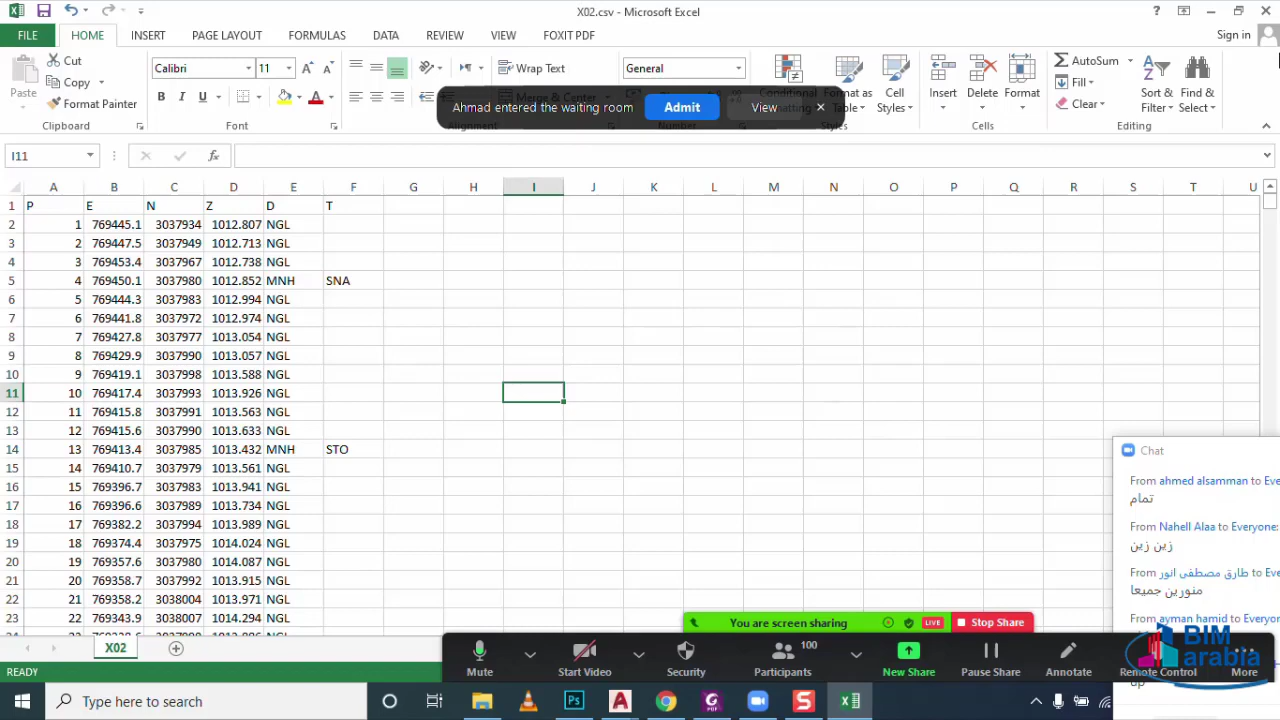 X02.csv - Microsoft Excel
?
FILE HOME INSERT PAGE LAYOUT FORMULAS DATA REVIEW VIEW FOXIT PDF Sign in
Paste
Cut
Copy
Format Painter
Clipboard
Calibri 11
B I U
Font
Wrap Text
Merge & Center
Alignment
General
Number
Conditional Formatting
Format as Table
Cell Styles
Styles
Insert Delete Format
Cells
AutoSum
Fill
Clear
Sort & Filter
Find & Select
Editing
Ahmad entered the waiting room Admit View
I11
A B C D E F G H I J K L M N O P Q R S T U
1 P E N Z D T
2 1 769445.1 3037934 1012.807 NGL
3 2 769447.5 3037949 1012.713 NGL
4 3 769453.4 3037967 1012.738 NGL
5 4 769450.1 3037980 1012.852 MNH SNA
6 5 769444.3 3037983 1012.994 NGL
7 6 769441.8 3037972 1012.974 NGL
8 7 769427.8 3037977 1013.054 NGL
9 8 769429.9 3037990 1013.057 NGL
10 9 769419.1 3037998 1013.588 NGL
11 10 769417.4 3037993 1013.926 NGL
12 11 769415.8 3037991 1013.563 NGL
13 12 769415.6 3037990 1013.633 NGL
14 13 769413.4 3037985 1013.432 MNH STO
15 14 769410.7 3037979 1013.561 NGL
16 15 769396.7 3037983 1013.941 NGL
17 16 769396.6 3037989 1013.734 NGL
18 17 769382.2 3037994 1013.989 NGL
19 18 769374.4 3037975 1014.024 NGL
20 19 769357.6 3037980 1014.087 NGL
21 20 769358.7 3037992 1013.915 NGL
22 21 769358.2 3038004 1013.971 NGL
23 22 769343.9 3038007 1014.294 NGL
Chat
From ahmed alsamman to Eve
تمام
From Nahell Alaa to Everyone:
زين زين
From طارق مصطفى انور to Eve
منورين جميعا
From ayman hamid to Everyo
You are screen sharing LIVE Stop Share
X02
READY
Mute
Start Video
Security
Participants 100
New Share
Pause Share
Annotate
Remote Control
More
BIM
arabia
Type here to search